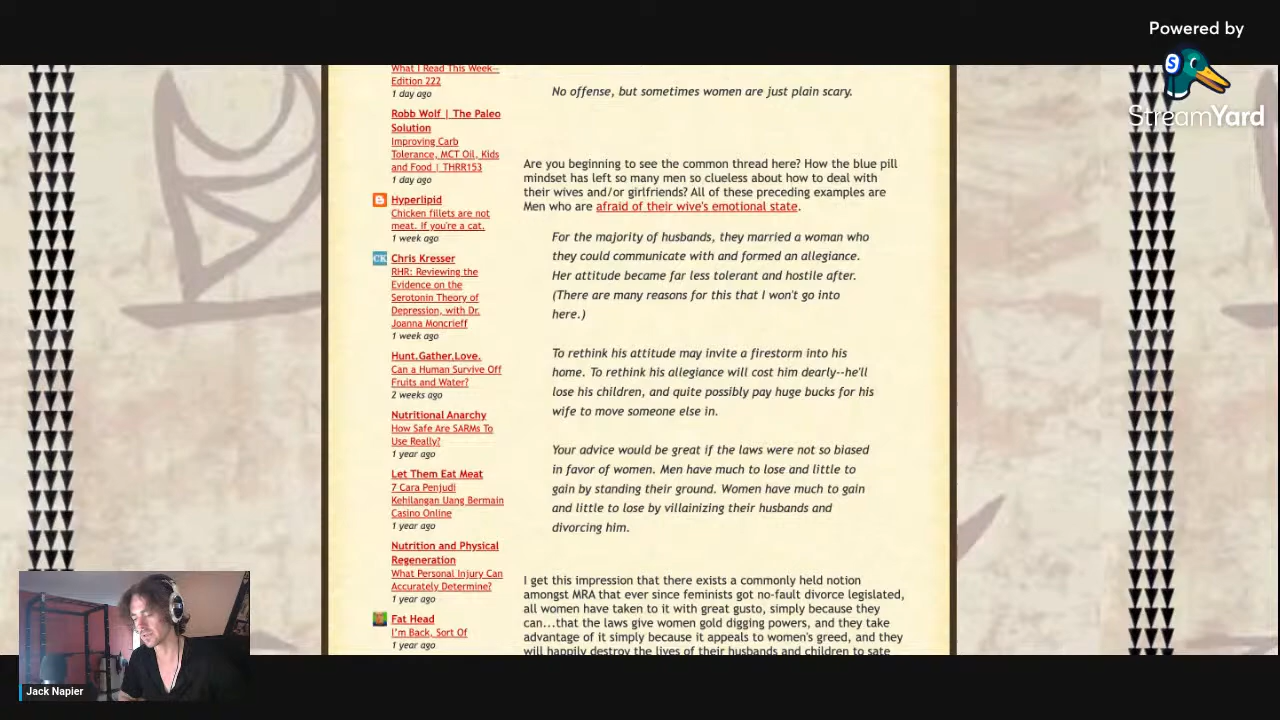 Powered by
StreamYard
What I Read This Week—
Edition 222
1 day ago
Robb Wolf | The Paleo
Solution
Improving Carb
Tolerance, MCT Oil, Kids
and Food | THRR153
1 day ago
Hyperlipid
Chicken fillets are not
meat. If you're a cat.
1 week ago
CK
Chris Kresser
RHR: Reviewing the
Evidence on the
Serotonin Theory of
Depression, with Dr.
Joanna Moncrieff
1 week ago
Hunt.Gather.Love.
Can a Human Survive Off
Fruits and Water?
2 weeks ago
Nutritional Anarchy
How Safe Are SARMs To
Use Really?
1 year ago
Let Them Eat Meat
7 Cara Penjudi
Kehilangan Uang Bermain
Casino Online
1 year ago
Nutrition and Physical
Regeneration
What Personal Injury Can
Accurately Determine?
1 year ago
Fat Head
I'm Back, Sort Of
1 year ago
No offense, but sometimes women are just plain scary.
Are you beginning to see the common thread here? How the blue pill
mindset has left so many men so clueless about how to deal with
their wives and/or girlfriends? All of these preceding examples are
Men who are afraid of their wive's emotional state.
For the majority of husbands, they married a woman who
they could communicate with and formed an allegiance.
Her attitude became far less tolerant and hostile after.
(There are many reasons for this that I won't go into
here.)
To rethink his attitude may invite a firestorm into his
home. To rethink his allegiance will cost him dearly--he'll
lose his children, and quite possibly pay huge bucks for his
wife to move someone else in.
Your advice would be great if the laws were not so biased
in favor of women. Men have much to lose and little to
gain by standing their ground. Women have much to gain
and little to lose by villainizing their husbands and
divorcing him.
I get this impression that there exists a commonly held notion
amongst MRA that ever since feminists got no-fault divorce legislated,
all women have taken to it with great gusto, simply because they
can...that the laws give women gold digging powers, and they take
advantage of it simply because it appeals to women's greed, and they
will happily destroy the lives of their husbands and children to sate
Jack Napier